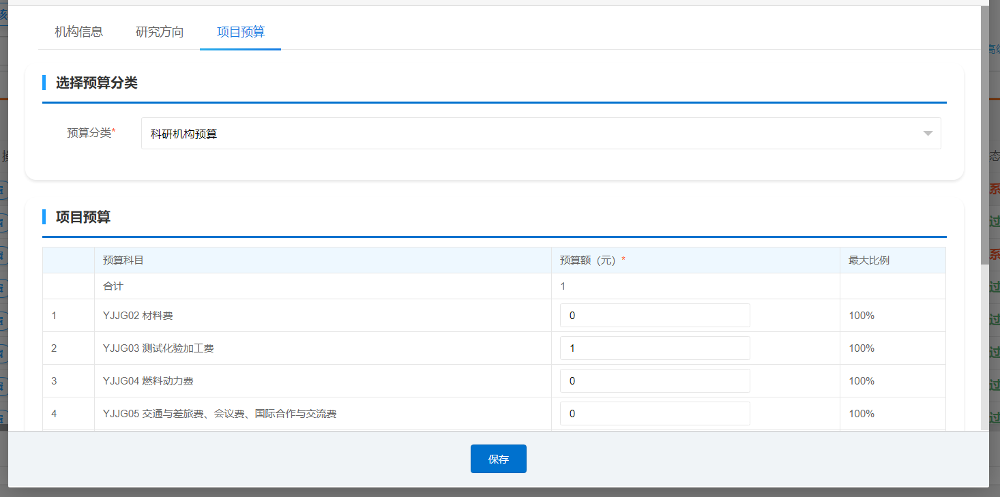 机构信息 研究方向 项目预算
选择预算分类
预算分类* 科研机构预算
项目预算
预算科目 预算额（元）* 最大比例
合计 1
1 YJJG02 材料费 0 100%
2 YJJG03 测试化验加工费 1 100%
3 YJJG04 燃料动力费 0 100%
4 YJJG05 交通与差旅费、会议费、国际合作与交流费 0 100%
保存